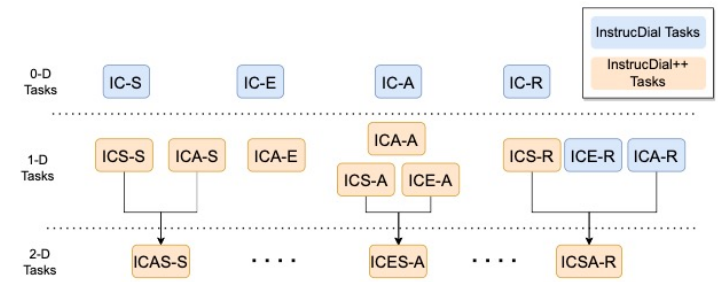 InstrucDial Tasks
InstrucDial++
Tasks
0-D
Tasks
IC-S
IC-E
IC-A
IC-R
1-D
Tasks
ICS-S
ICA-S
ICA-E
ICA-A
ICS-A
ICE-A
ICS-R
ICE-R
ICA-R
2-D
Tasks
ICAS-S
. . . .
ICES-A
. . . .
ICSA-R